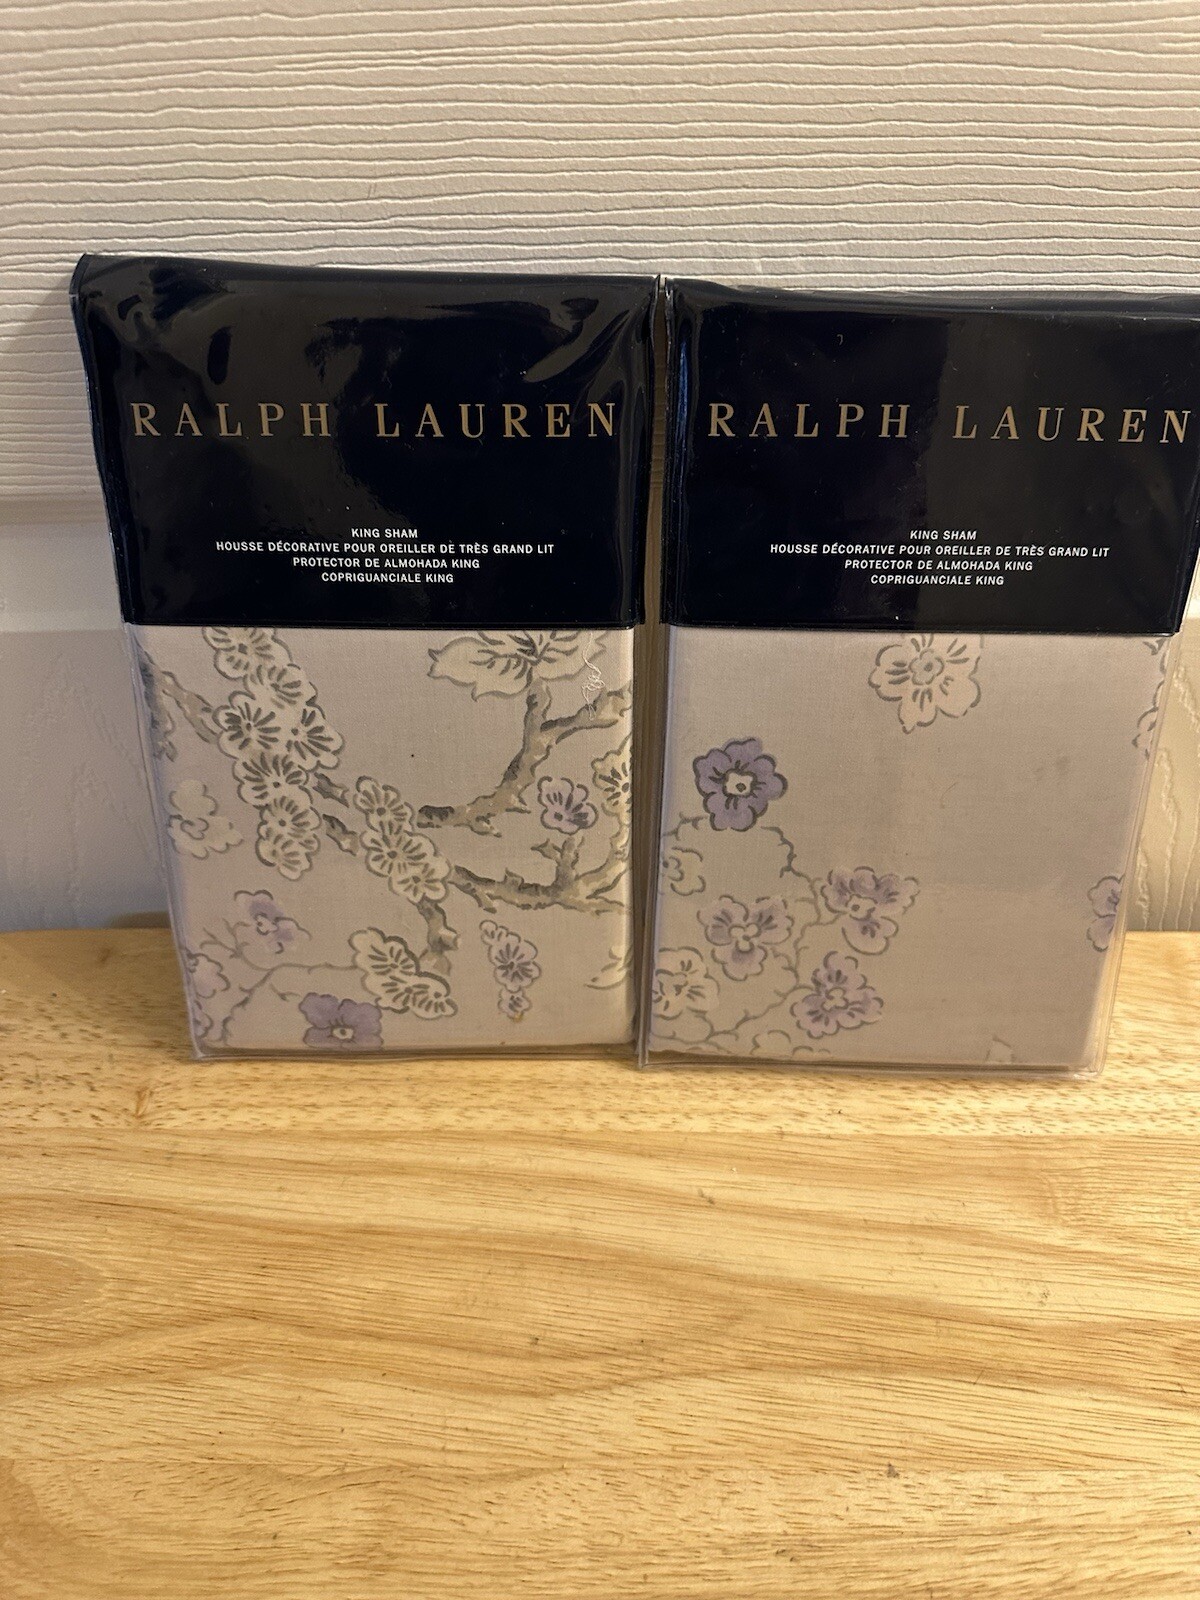 RALPH LAUREN
KING SHAM
HOUSSE DÉCORATIVE POUR OREILLER DE TRÈS GRAND LIT
PROTECTOR DE ALMOHADA KING
COPRIGUANCIALE KING
RALPH LAUREN
KING SHAM
HOUSSE DÉCORATIVE POUR OREILLER DE TRÈS GRAND LIT
PROTECTOR DE ALMOHADA KING
COPRIGUANCIALE KING